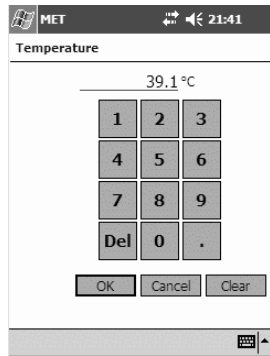 MET 21:41
Temperature
39.1 °C
1 2 3
4 5 6
7 8 9
Del 0 .
OK Cancel Clear